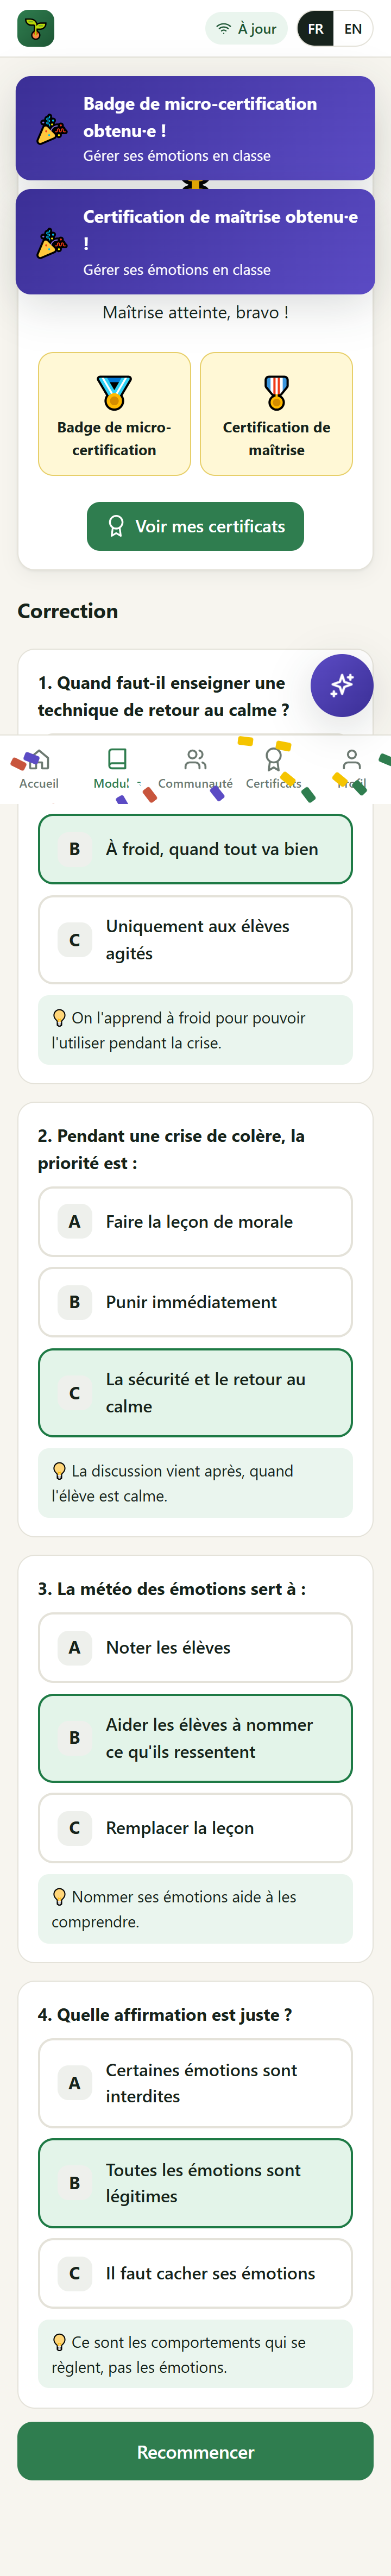 À jour
FR
EN
Badge de micro-certification
obtenu·e !
Gérer ses émotions en classe
Certification de maîtrise obtenu·e
!
Gérer ses émotions en classe
Maîtrise atteinte, bravo !
Badge de micro-
certification
Certification de
maîtrise
Voir mes certificats
Correction
1. Quand faut-il enseigner une
technique de retour au calme ?
Accueil
Communauté
B
À froid, quand tout va bien
C
Uniquement aux élèves
agités
On l'apprend à froid pour pouvoir
l'utiliser pendant la crise.
2. Pendant une crise de colère, la
priorité est :
A
Faire la leçon de morale
B
Punir immédiatement
C
La sécurité et le retour au
calme
La discussion vient après, quand
l'élève est calme.
3. La météo des émotions sert à :
A
Noter les élèves
B
Aider les élèves à nommer
ce qu'ils ressentent
C
Remplacer la leçon
Nommer ses émotions aide à les
comprendre.
4. Quelle affirmation est juste ?
A
Certaines émotions sont
interdites
B
Toutes les émotions sont
légitimes
C
Il faut cacher ses émotions
Ce sont les comportements qui se
règlent, pas les émotions.
Recommencer